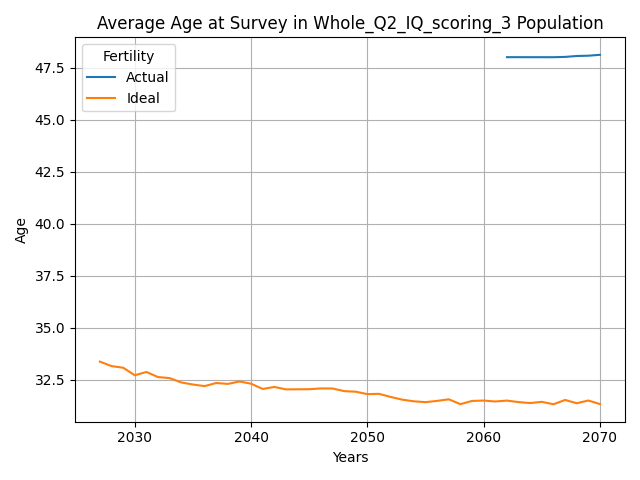 Average Age at Survey in Whole_Q2_IQ_scoring_3 Population
Fertility
Actual
Ideal
47.5
45.0
42.5
40.0
37.5
35.0
32.5
Age
2030 2040 2050 2060 2070
Years